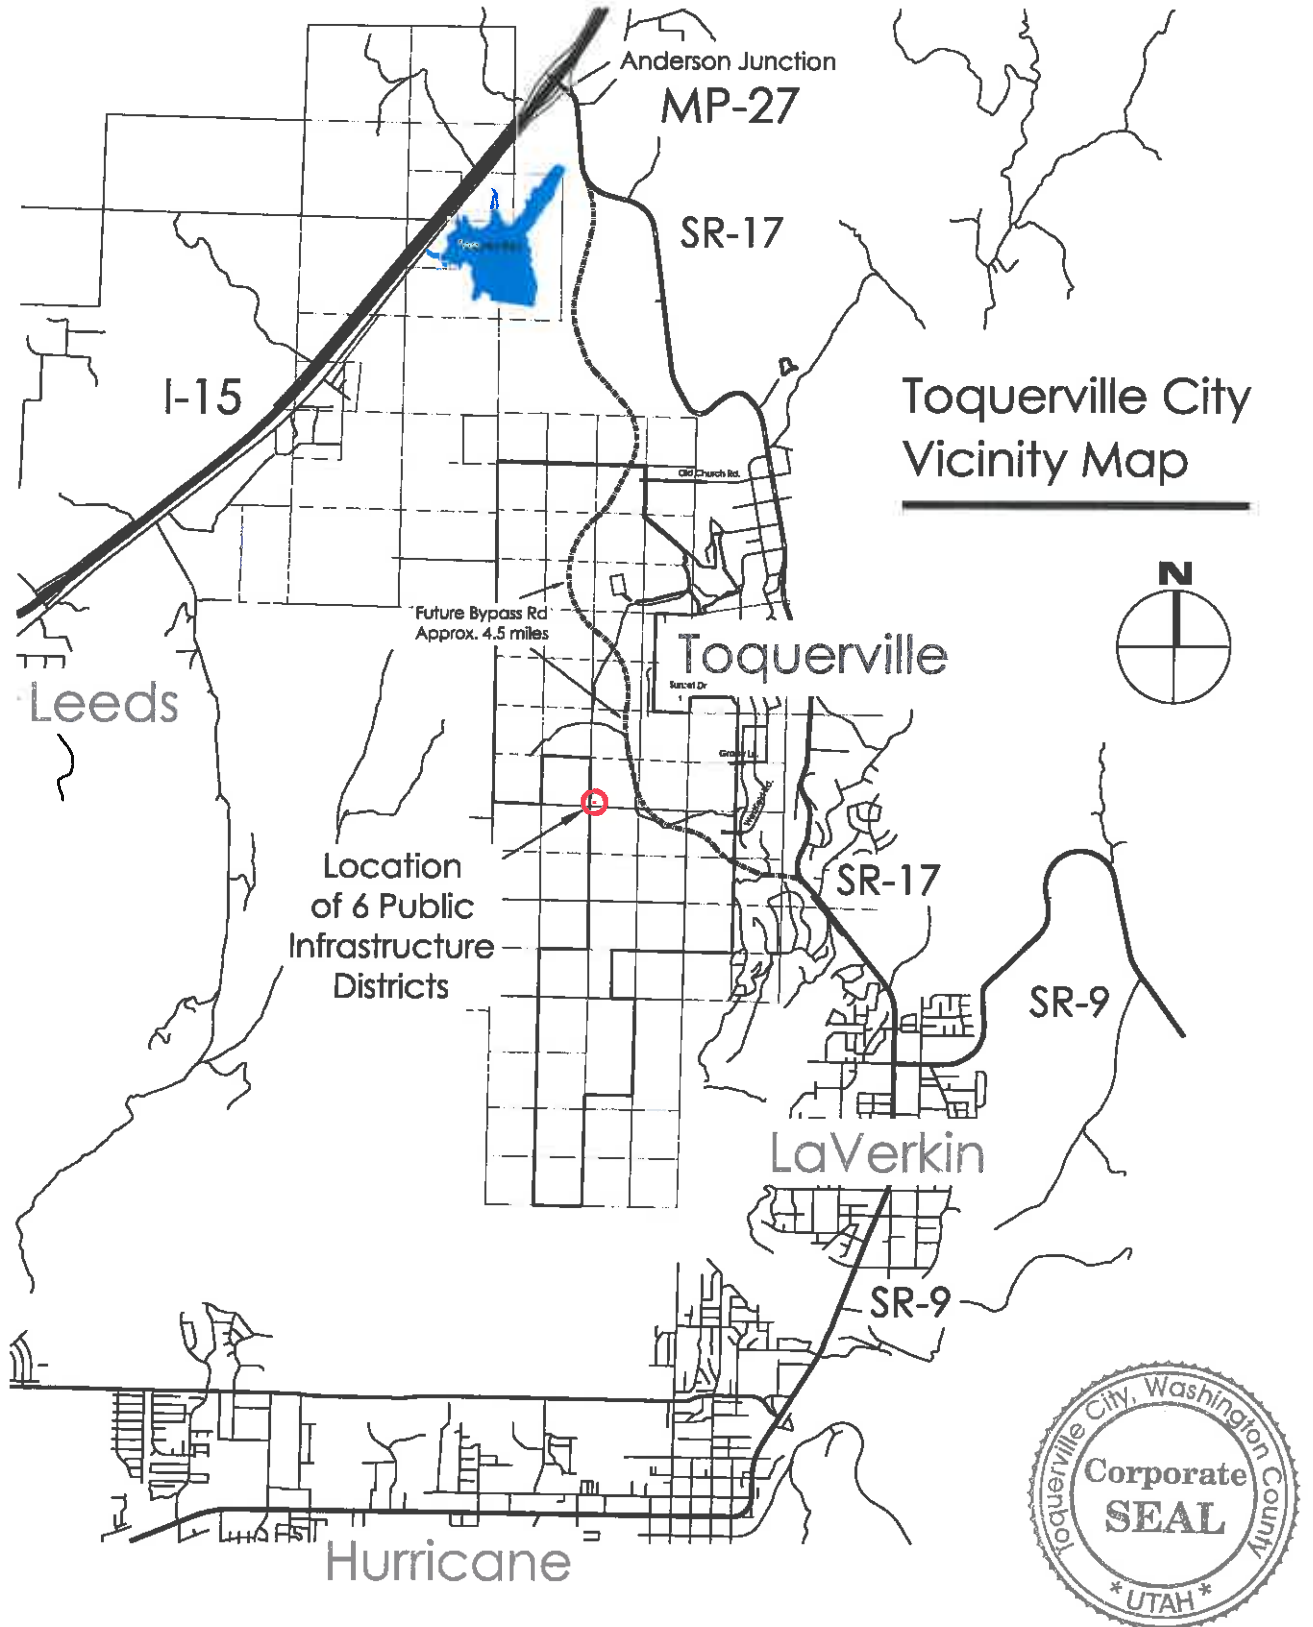 Anderson Junction
MP-27
SR-17
I-15
Toquerville City
Vicinity Map
Old Church Rd.
N
Future Bypass Rd
Approx. 4.5 miles
Toquerville
Leeds
Sunset Dr
Westfield Rd.
Location
of 6 Public
Infrastructure
Districts
SR-17
SR-9
LaVerkin
SR-9
Hurricane
Toquerville City, Washington County
Corporate
SEAL
* UTAH *